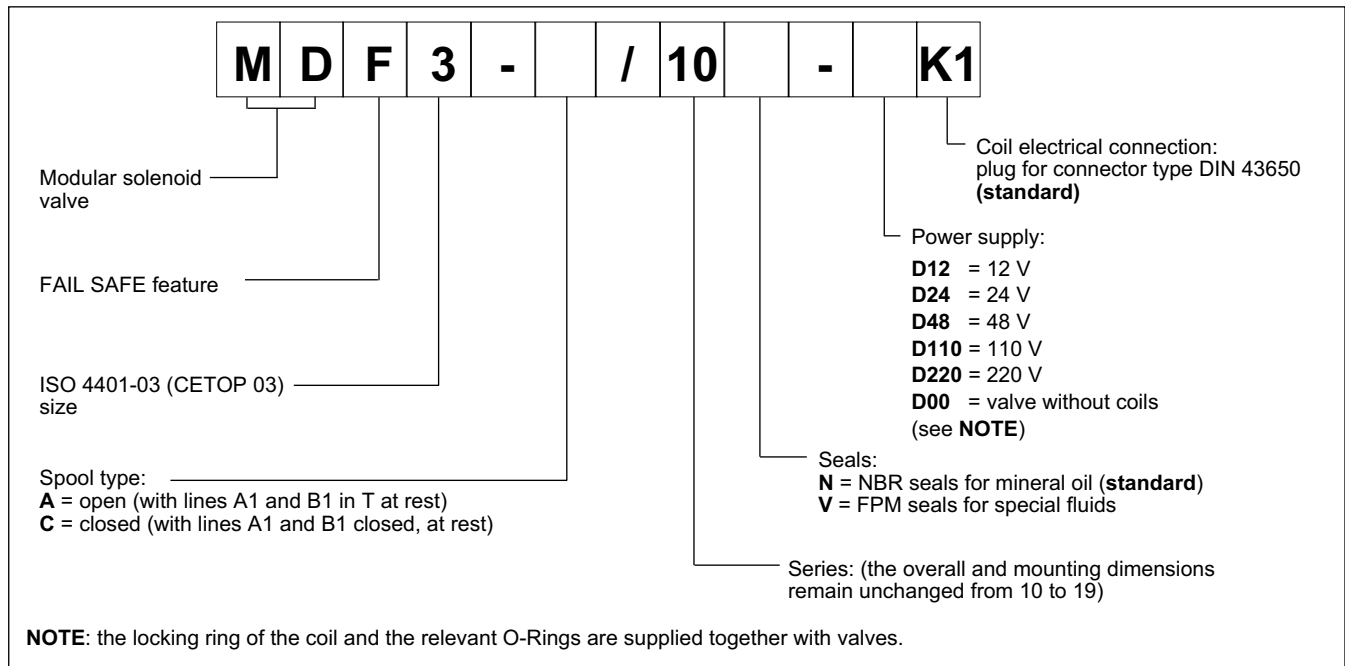 M D F 3 - / 10 - K1
Coil electrical connection:
plug for connector type DIN 43650
(standard)
Modular solenoid
valve
Power supply:
D12 = 12 V
D24 = 24 V
D48 = 48 V
D110 = 110 V
D220 = 220 V
D00 = valve without coils
(see NOTE)
FAIL SAFE feature
ISO 4401-03 (CETOP 03)
size
Seals:
N = NBR seals for mineral oil (standard)
V = FPM seals for special fluids
Spool type:
A = open (with lines A1 and B1 in T at rest)
C = closed (with lines A1 and B1 closed, at rest)
Series: (the overall and mounting dimensions
remain unchanged from 10 to 19)
NOTE: the locking ring of the coil and the relevant O-Rings are supplied together with valves.